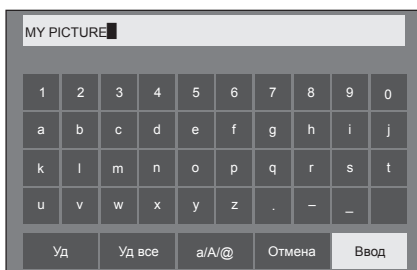 MY PICTURE
1 2 3 4 5 6 7 8 9 0
a b c d e f g h i j
k l m n o p q r s t
u v w x y z . – _
Уд Уд все a/A/@ Отмена Ввод